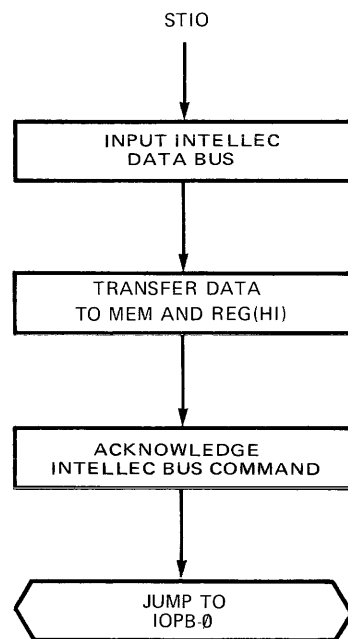 STIO
INPUT INTELLEC
DATA BUS
TRANSFER DATA
TO MEM AND REG(HI)
ACKNOWLEDGE
INTELLEC BUS COMMAND
JUMP TO
IOPB-Ø